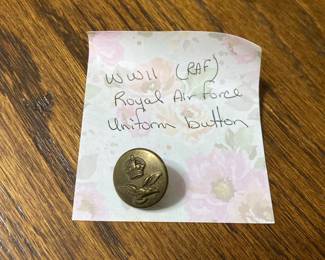 WWII (RAF)
Royal Air force
Uniform button